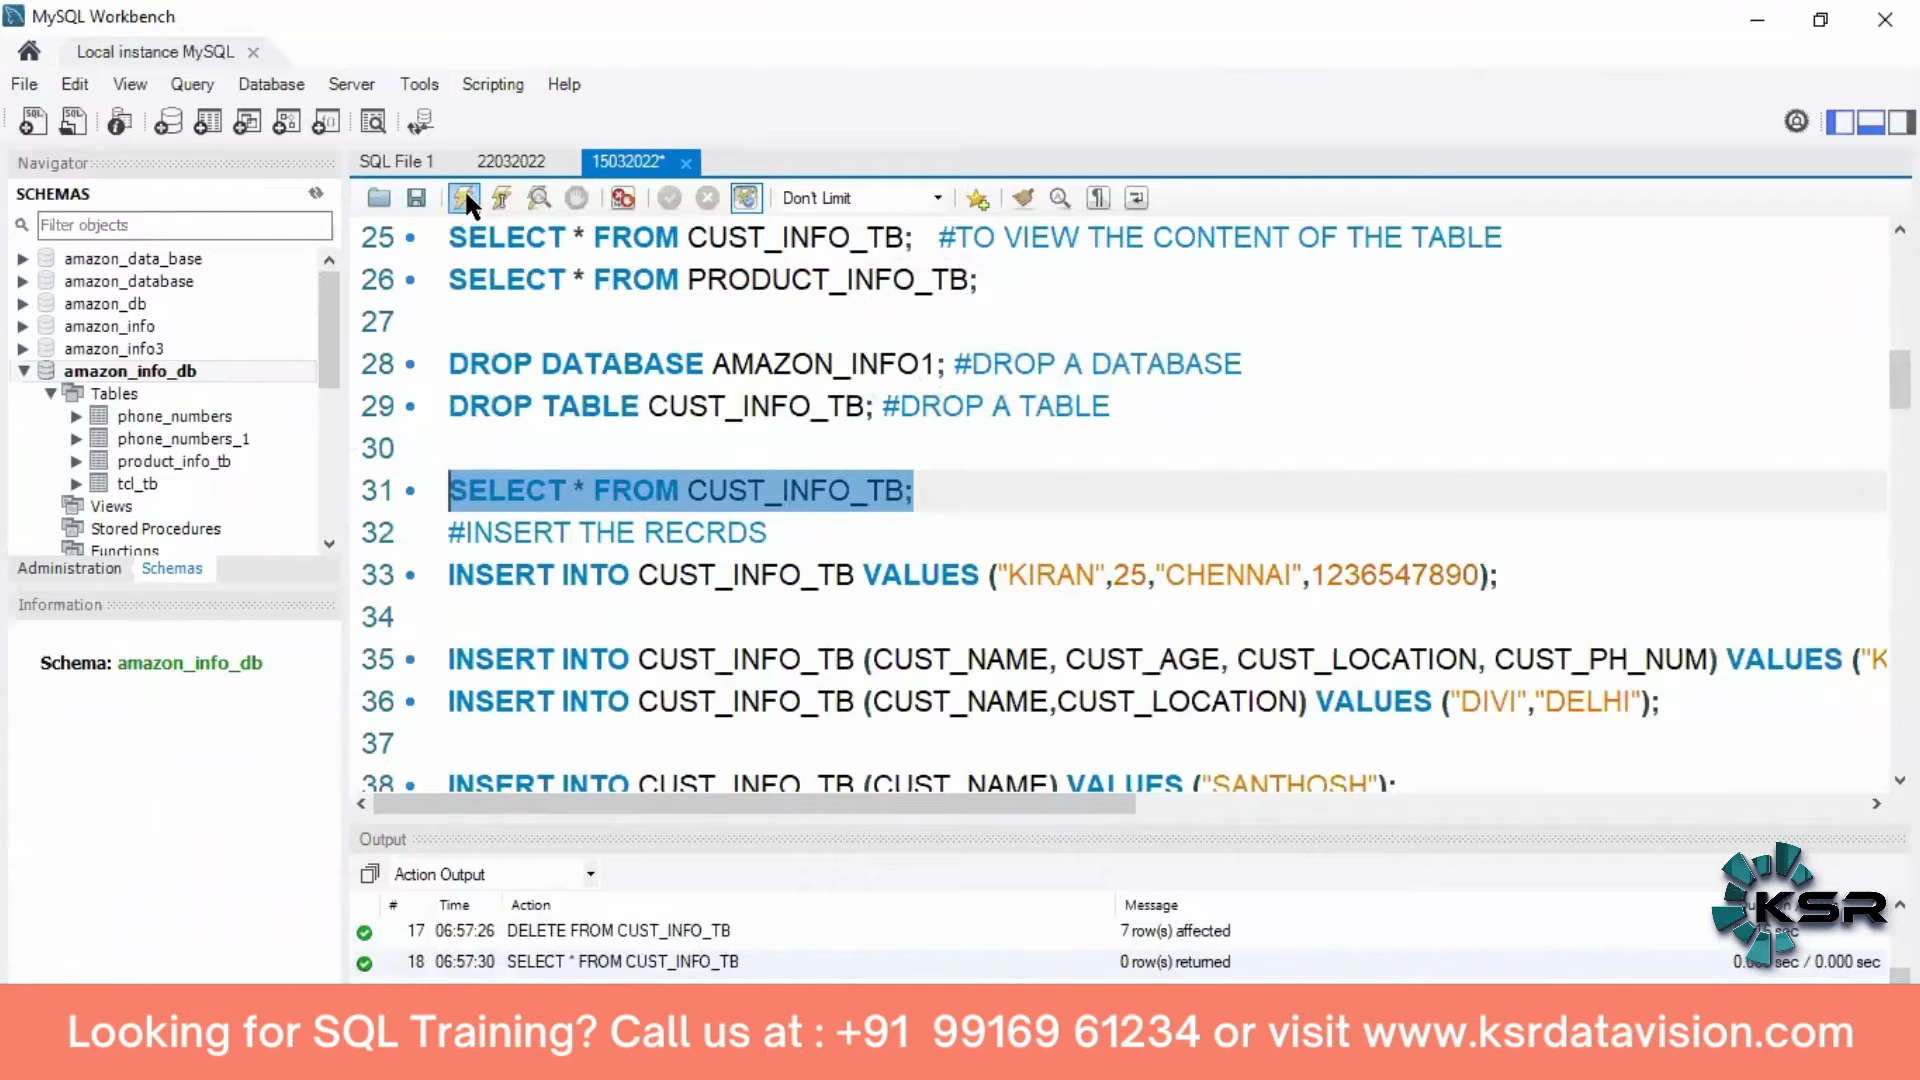 MySQL Workbench
Local instance MySQL
File Edit View Query Database Server Tools Scripting Help
Navigator
SCHEMAS
Filter objects
amazon_data_base
amazon_database
amazon_db
amazon_info
amazon_info3
amazon_info_db
Tables
phone_numbers
phone_numbers_1
product_info_tb
tcl_tb
Views
Stored Procedures
Functions
Administration Schemas
Information
Schema: amazon_info_db
SQL File 1 22032022 15032022*
Don't Limit
25 SELECT * FROM CUST_INFO_TB; #TO VIEW THE CONTENT OF THE TABLE
26 SELECT * FROM PRODUCT_INFO_TB;
27
28 DROP DATABASE AMAZON_INFO1; #DROP A DATABASE
29 DROP TABLE CUST_INFO_TB; #DROP A TABLE
30
31 SELECT * FROM CUST_INFO_TB;
32 #INSERT THE RECRDS
33 INSERT INTO CUST_INFO_TB VALUES ("KIRAN",25,"CHENNAI",1236547890);
34
35 INSERT INTO CUST_INFO_TB (CUST_NAME, CUST_AGE, CUST_LOCATION, CUST_PH_NUM) VALUES ("K
36 INSERT INTO CUST_INFO_TB (CUST_NAME,CUST_LOCATION) VALUES ("DIVI","DELHI");
37
38 INSERT INTO CUST_INFO_TB (CUST_NAME) VALUES ("SANTHOSH");
Output
Action Output
# Time Action Message
17 06:57:26 DELETE FROM CUST_INFO_TB 7 row(s) affected
18 06:57:30 SELECT * FROM CUST_INFO_TB 0 row(s) returned sec / 0.000 sec
KSR
Looking for SQL Training? Call us at : +91 99169 61234 or visit www.ksrdatavision.com